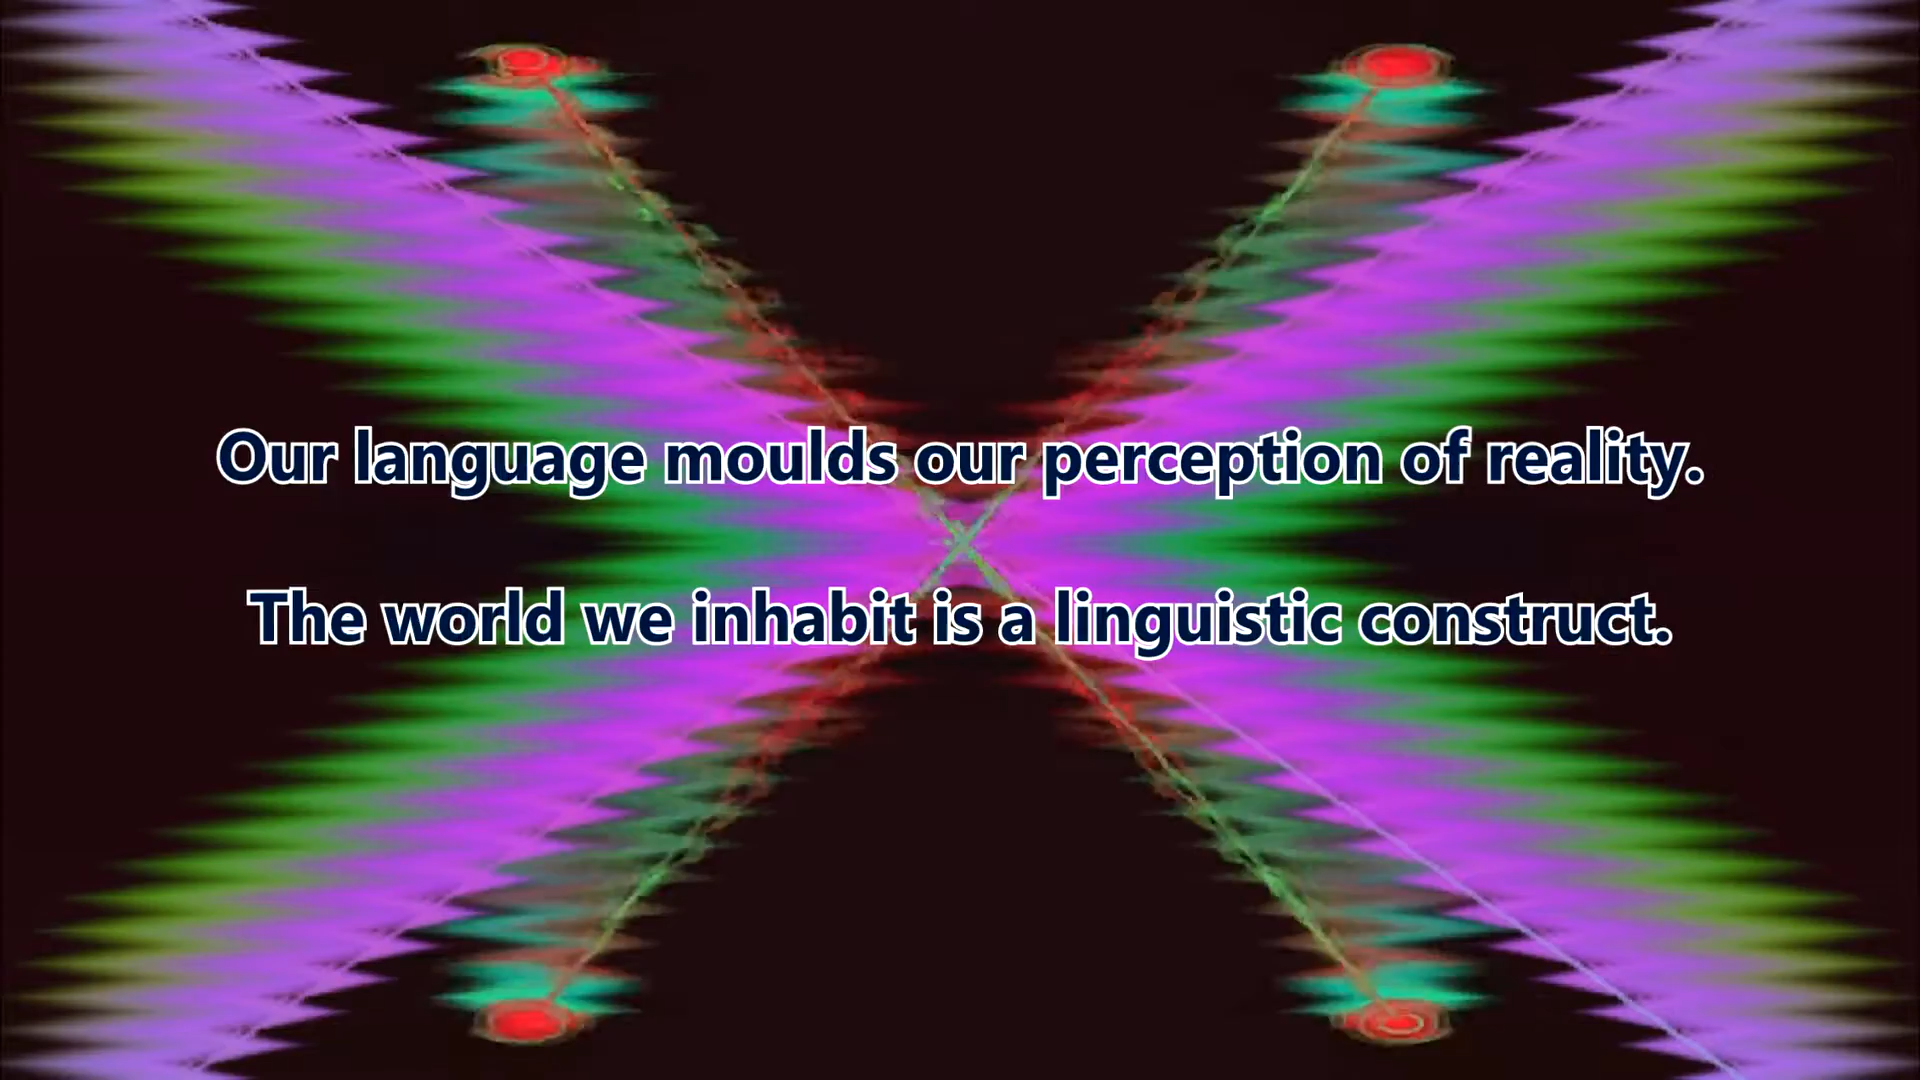 Our language moulds our perception of reality.
The world we inhabit is a linguistic construct.